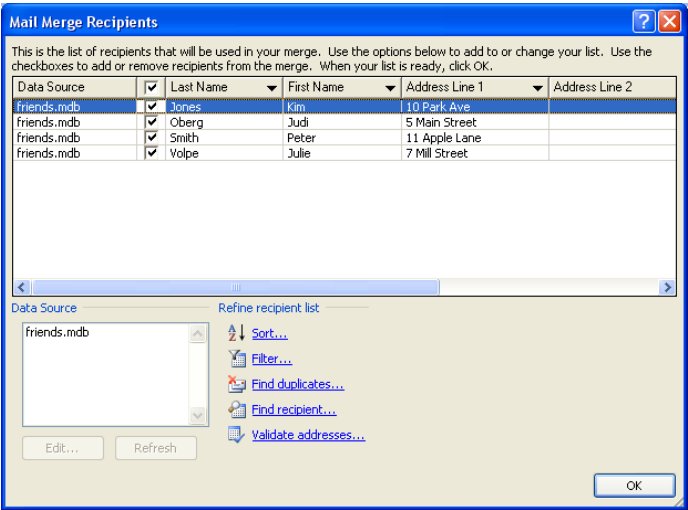 Mail Merge Recipients
This is the list of recipients that will be used in your merge. Use the options below to add to or change your list. Use the
checkboxes to add or remove recipients from the merge. When your list is ready, click OK.
Data Source Last Name First Name Address Line 1 Address Line 2
friends.mdb Jones Kim 10 Park Ave
friends.mdb Oberg Judi 5 Main Street
friends.mdb Smith Peter 11 Apple Lane
friends.mdb Volpe Julie 7 Mill Street
Data Source
friends.mdb
Edit... Refresh
Refine recipient list
Sort...
Filter...
Find duplicates...
Find recipient...
Validate addresses...
OK